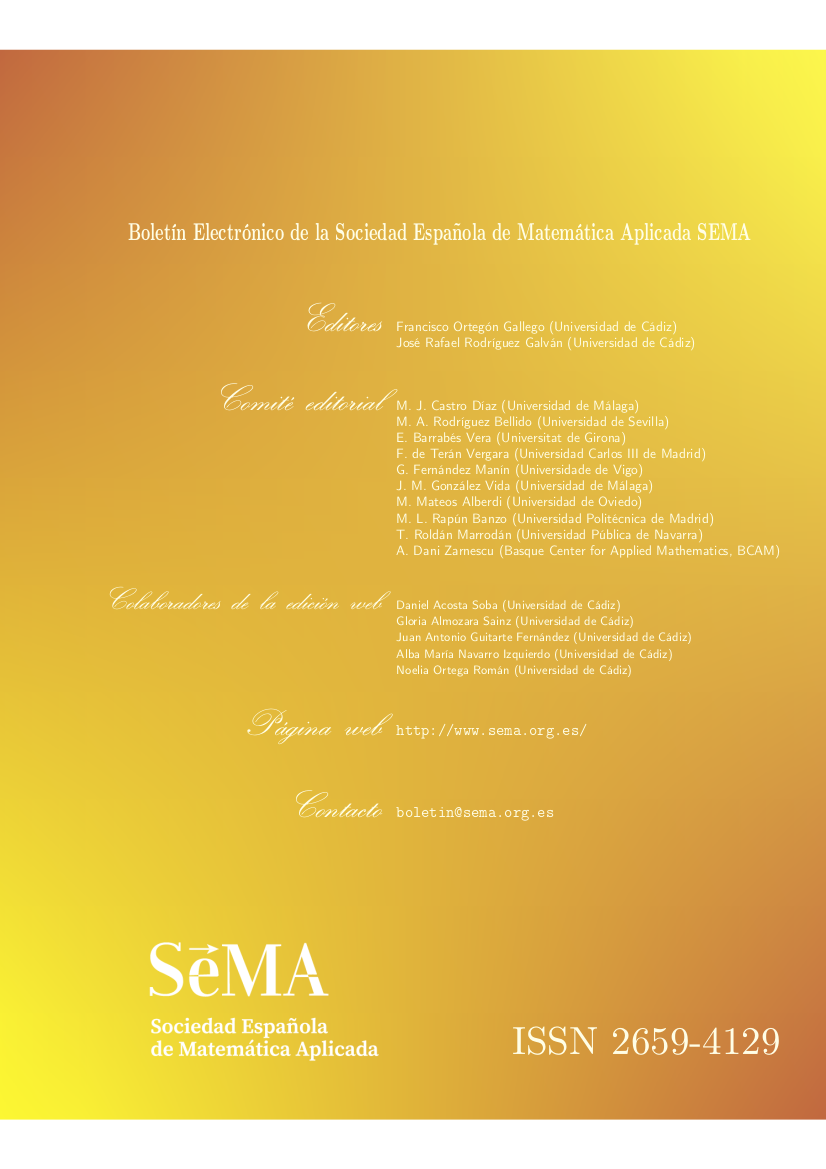 Boletín Electrónico de la Sociedad Española de Matemática Aplicada SEMA
Editores
Francisco Ortegón Gallego (Universidad de Cádiz)
José Rafael Rodríguez Galván (Universidad de Cádiz)
Comité editorial
M. J. Castro Díaz (Universidad de Málaga)
M. A. Rodríguez Bellido (Universidad de Sevilla)
E. Barrabés Vera (Universitat de Girona)
F. de Terán Vergara (Universidad Carlos III de Madrid)
G. Fernández Manín (Universidade de Vigo)
J. M. González Vida (Universidad de Málaga)
M. Mateos Alberdi (Universidad de Oviedo)
M. L. Rapún Banzo (Universidad Politécnica de Madrid)
T. Roldán Marrodán (Universidad Pública de Navarra)
A. Dani Zarnescu (Basque Center for Applied Mathematics, BCAM)
Colaboradores de la edición web
Daniel Acosta Soba (Universidad de Cádiz)
Gloria Almozara Sainz (Universidad de Cádiz)
Juan Antonio Guitarte Fernández (Universidad de Cádiz)
Alba María Navarro Izquierdo (Universidad de Cádiz)
Noelia Ortega Román (Universidad de Cádiz)
Página web
http://www.sema.org.es/
Contacto
boletin@sema.org.es
SeMA
Sociedad Española
de Matemática Aplicada
ISSN 2659-4129